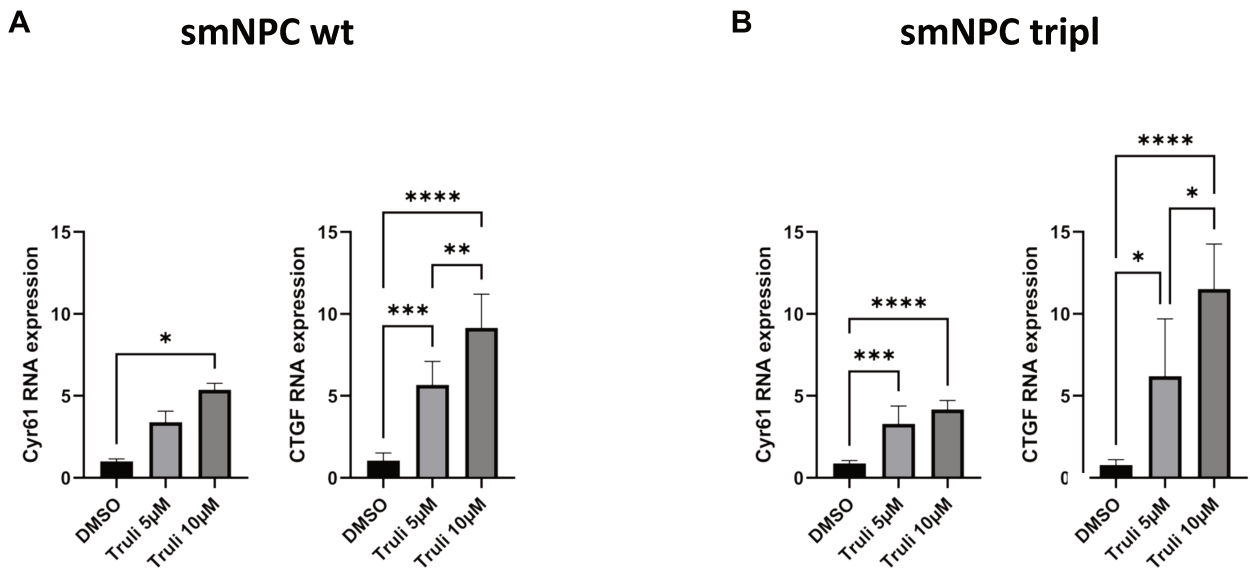 A
smNPC wt
B
smNPC tripl
Cyr61 RNA expression
15
10
5
0
*
DMSO
Truli 5µM
Truli 10µM
CTGF RNA expression
15
10
5
0
****
**
***
DMSO
Truli 5µM
Truli 10µM
Cyr61 RNA expression
15
10
5
0
****
***
DMSO
Truli 5µM
Truli 10µM
CTGF RNA expression
15
10
5
0
****
*
*
DMSO
Truli 5µM
Truli 10µM